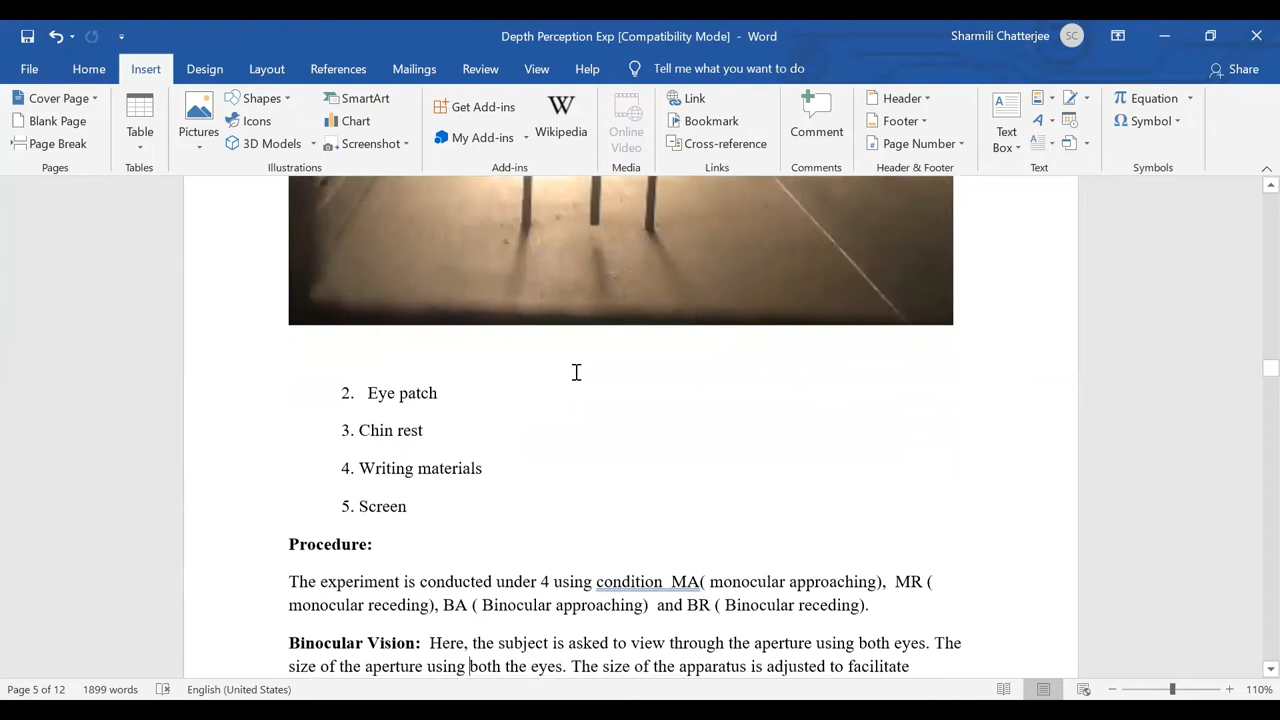 Depth Perception Exp [Compatibility Mode] - Word
Sharmili Chatterjee
SC
File
Home
Insert
Design
Layout
References
Mailings
Review
View
Help
Tell me what you want to do
Share
Cover Page
Blank Page
Page Break
Pages
Table
Tables
Pictures
Shapes
Icons
3D Models
SmartArt
Chart
Screenshot
Illustrations
Get Add-ins
My Add-ins
Wikipedia
Add-ins
Online
Video
Media
Link
Bookmark
Cross-reference
Links
Comment
Comments
Header
Footer
Page Number
Header & Footer
Text
Box
Text
Equation
Symbol
Symbols
2. Eye patch
3. Chin rest
4. Writing materials
5. Screen
Procedure:
The experiment is conducted under 4 using condition MA( monocular approaching), MR (
monocular receding), BA ( Binocular approaching) and BR ( Binocular receding).
Binocular Vision: Here, the subject is asked to view through the aperture using both eyes. The
size of the aperture using both the eyes. The size of the apparatus is adjusted to facilitate
Page 5 of 12
1899 words
English (United States)
110%